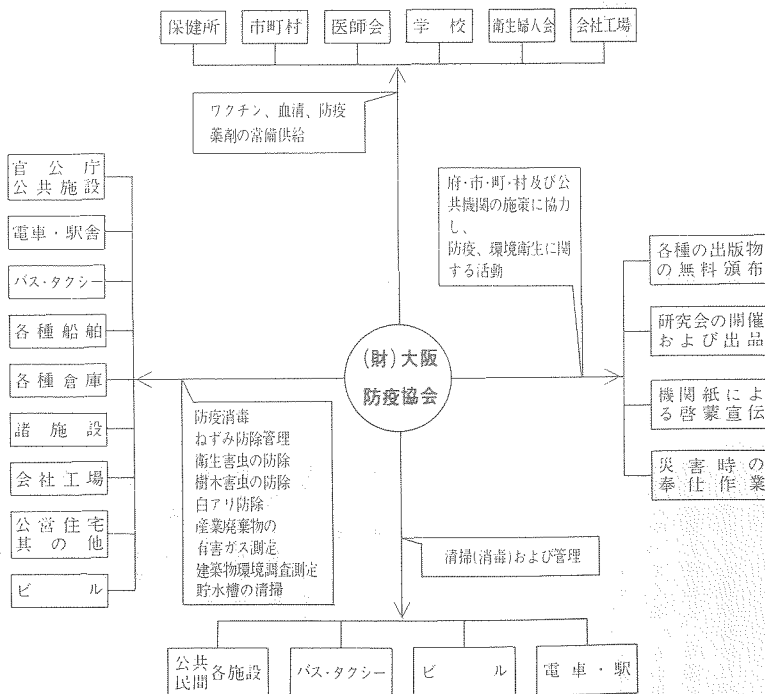 保健所
市町村
医師会
学校
衛生婦人会
会社工場
ワクチン、血清、防疫
薬剤の常備供給
府・市・町・村及び公
共機関の施策に協力
し、
防疫、環境衛生に関
する活動
官公庁
公共施設
電車・駅舎
バス・タクシー
各種船舶
各種倉庫
諸施設
会社工場
公営住宅
其の他
ビル
(財)大阪
防疫協会
各種の出版物
の無料頒布
研究会の開催
および出品
機関紙によ
る啓蒙宣伝
災害時の
奉仕作業
防疫消毒
ねずみ防除管理
衛生害虫の防除
樹木害虫の防除
白アリ防除
産業廃棄物の
有害ガス測定
建築物環境調査測定
貯水槽の清掃
清掃(消毒)および管理
公共
民間
各施設
バス・タクシー
ビル
電車・駅